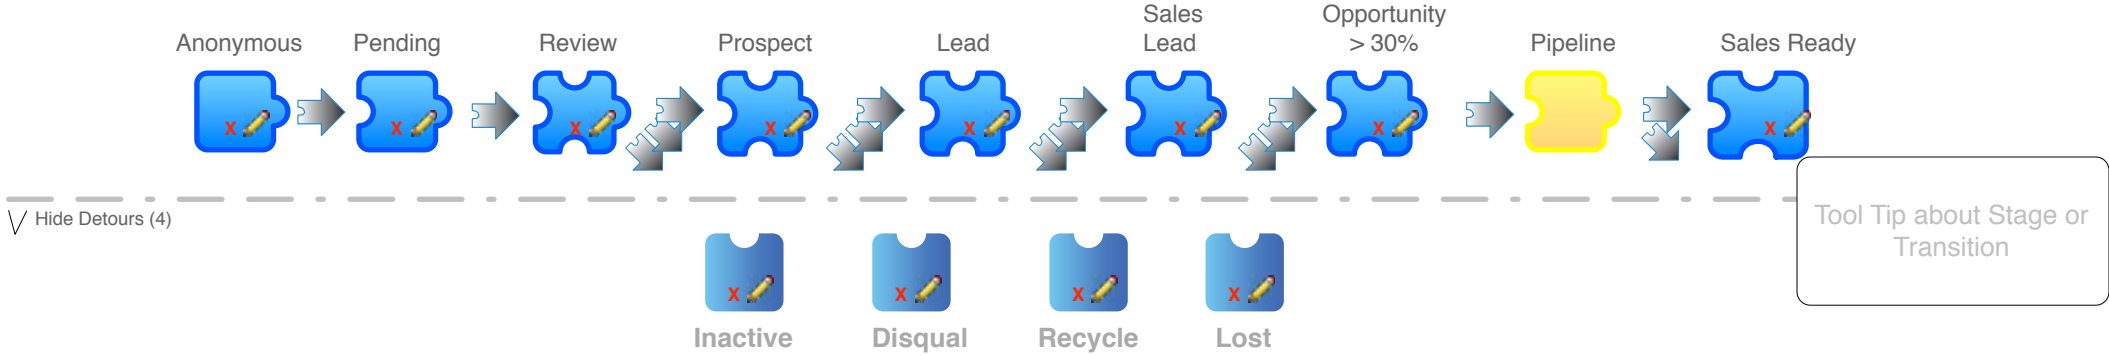 Anonymous
Pending
Review
Prospect
Lead
Sales
Lead
Opportunity
> 30%
Pipeline
Sales Ready
x
x
x
x
x
x
x
x
Hide Detours (4)
Tool Tip about Stage or
Transition
x
x
x
x
Inactive
Disqual
Recycle
Lost